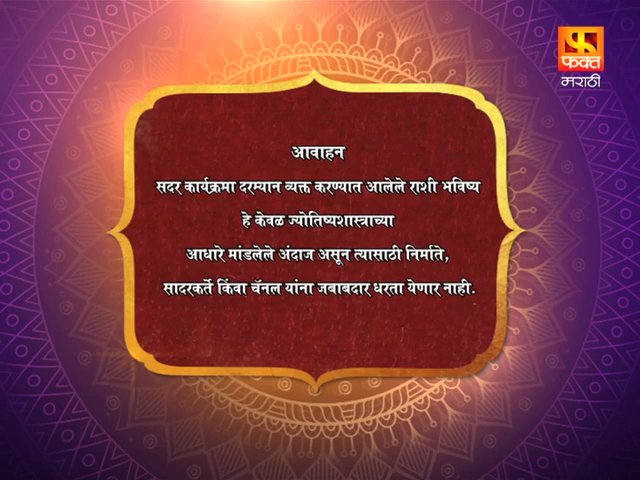 फक्त
मराठी
आवाहन
सदर कार्यक्रमा दरम्यान व्यक्त करण्यात आलेले राशी भविष्य
हे केवळ ज्योतिष्यशास्त्राच्या
आधारे मांडलेले अंदाज असून त्यासाठी निर्माते,
सादरकर्ते किंवा चॅनल यांना जबाबदार धरता येणार नाही.